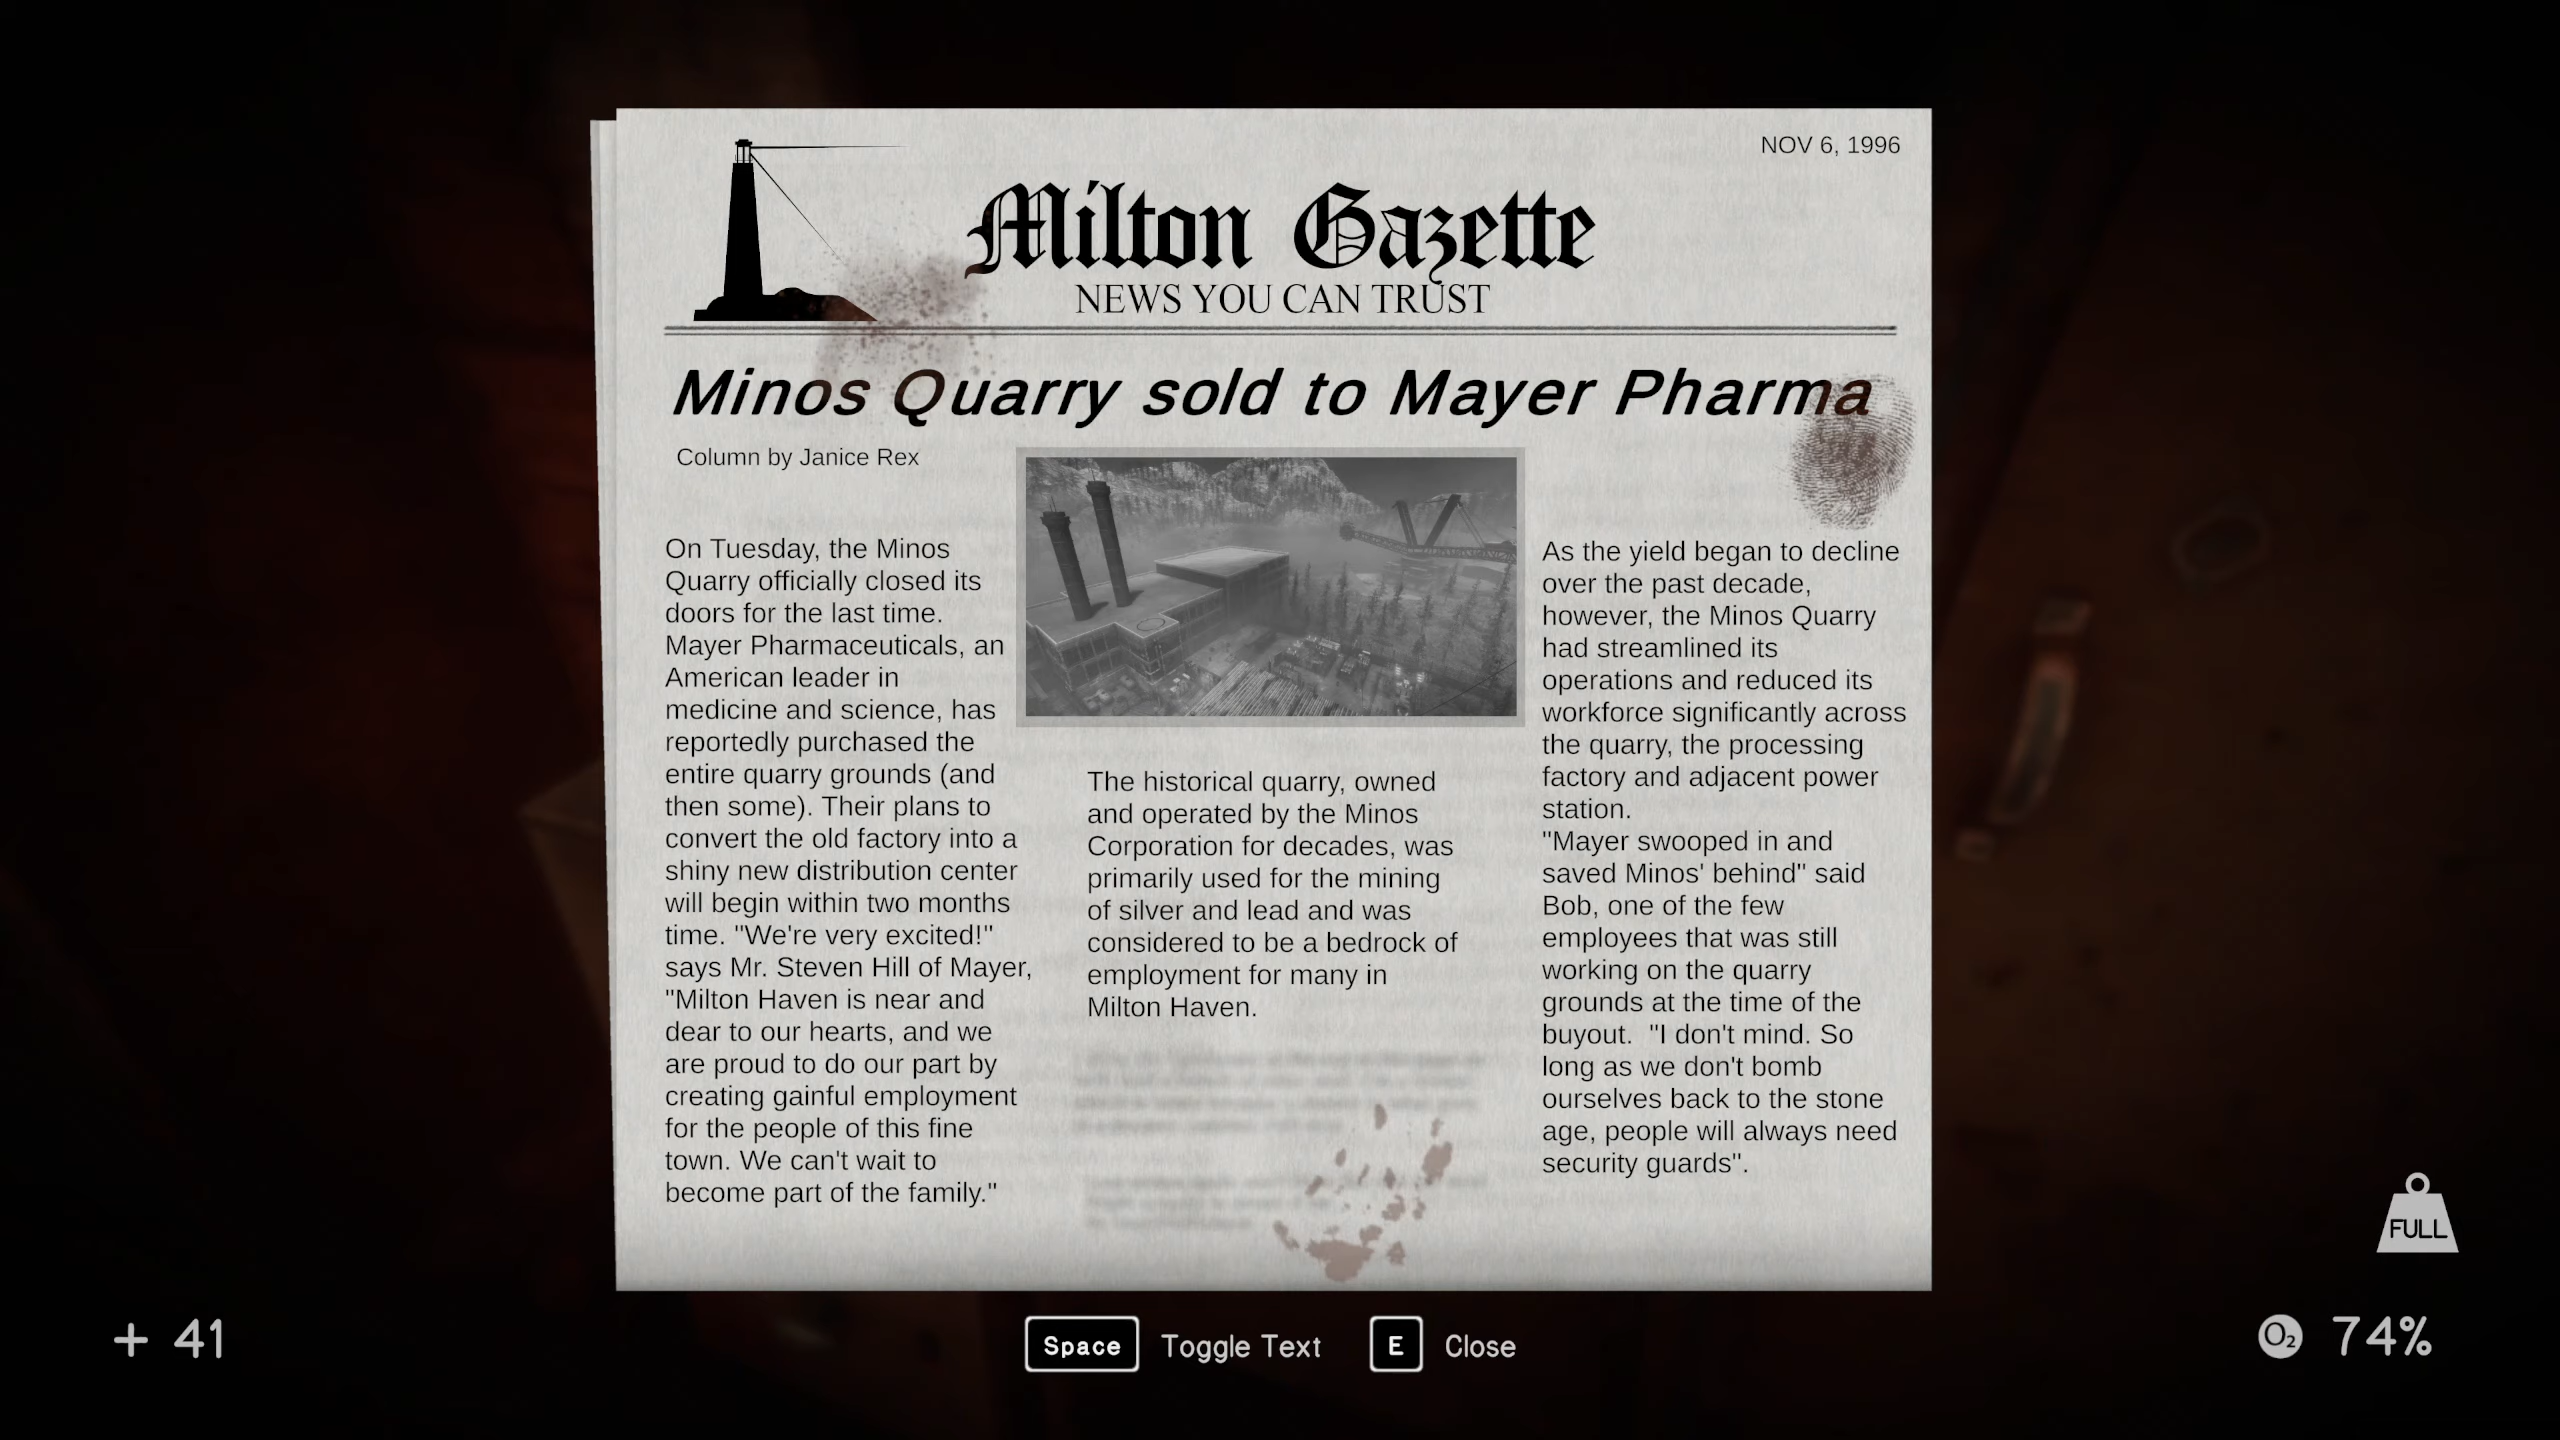 NOV 6, 1996
Milton Gazette
NEWS YOU CAN TRUST
Minos Quarry sold to Mayer Pharma
Column by Janice Rex
On Tuesday, the Minos
Quarry officially closed its
doors for the last time.
Mayer Pharmaceuticals, an
American leader in
medicine and science, has
reportedly purchased the
entire quarry grounds (and
then some). Their plans to
convert the old factory into a
shiny new distribution center
will begin within two months
time. "We're very excited!"
says Mr. Steven Hill of Mayer,
"Milton Haven is near and
dear to our hearts, and we
are proud to do our part by
creating gainful employment
for the people of this fine
town. We can't wait to
become part of the family."
The historical quarry, owned
and operated by the Minos
Corporation for decades, was
primarily used for the mining
of silver and lead and was
considered to be a bedrock of
employment for many in
Milton Haven.
As the yield began to decline
over the past decade,
however, the Minos Quarry
had streamlined its
operations and reduced its
workforce significantly across
the quarry, the processing
factory and adjacent power
station.
"Mayer swooped in and
saved Minos' behind" said
Bob, one of the few
employees that was still
working on the quarry
grounds at the time of the
buyout.  "I don't mind. So
long as we don't bomb
ourselves back to the stone
age, people will always need
security guards".
FULL
+ 41
Space Toggle Text E Close
O₂ 74%